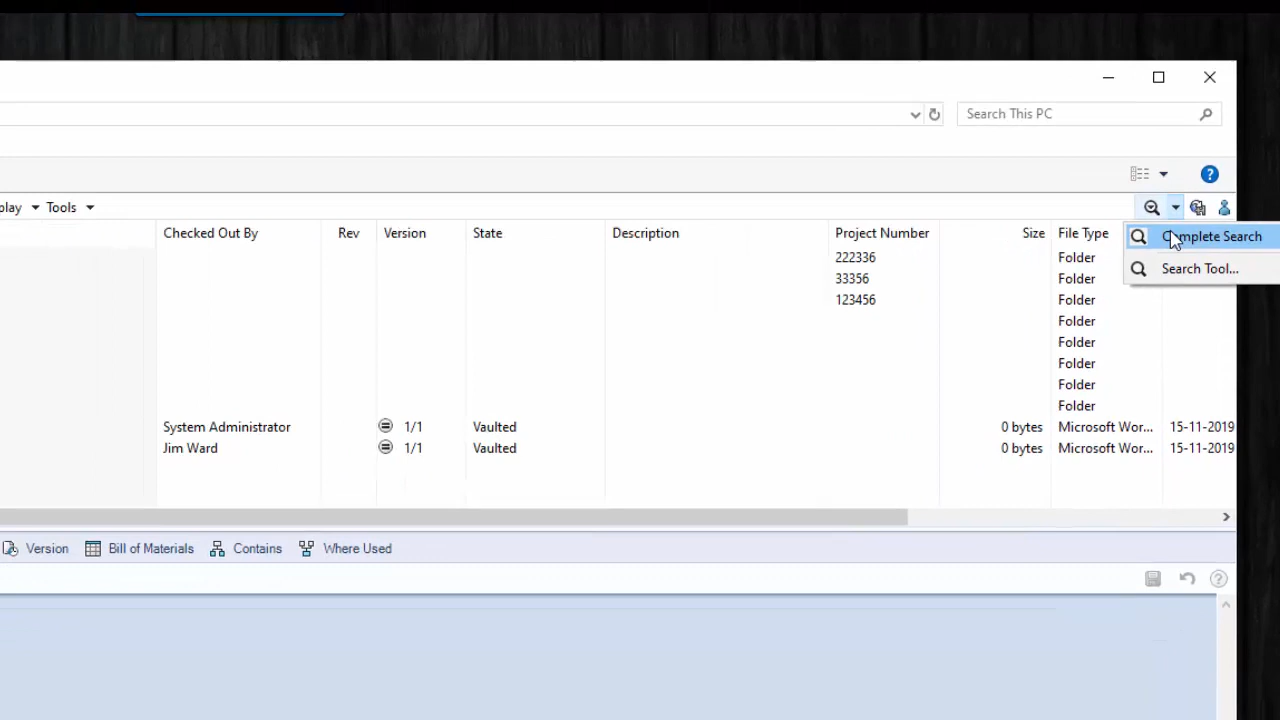 Search This PC
play Tools
Checked Out By Rev Version State Description Project Number Size File Type
Complete Search
Search Tool...
222336 Folder
33356 Folder
123456 Folder
Folder
Folder
Folder
Folder
Folder
System Administrator 1/1 Vaulted 0 bytes Microsoft Wor... 15-11-2019
Jim Ward 1/1 Vaulted 0 bytes Microsoft Wor... 15-11-2019
Version Bill of Materials Contains Where Used